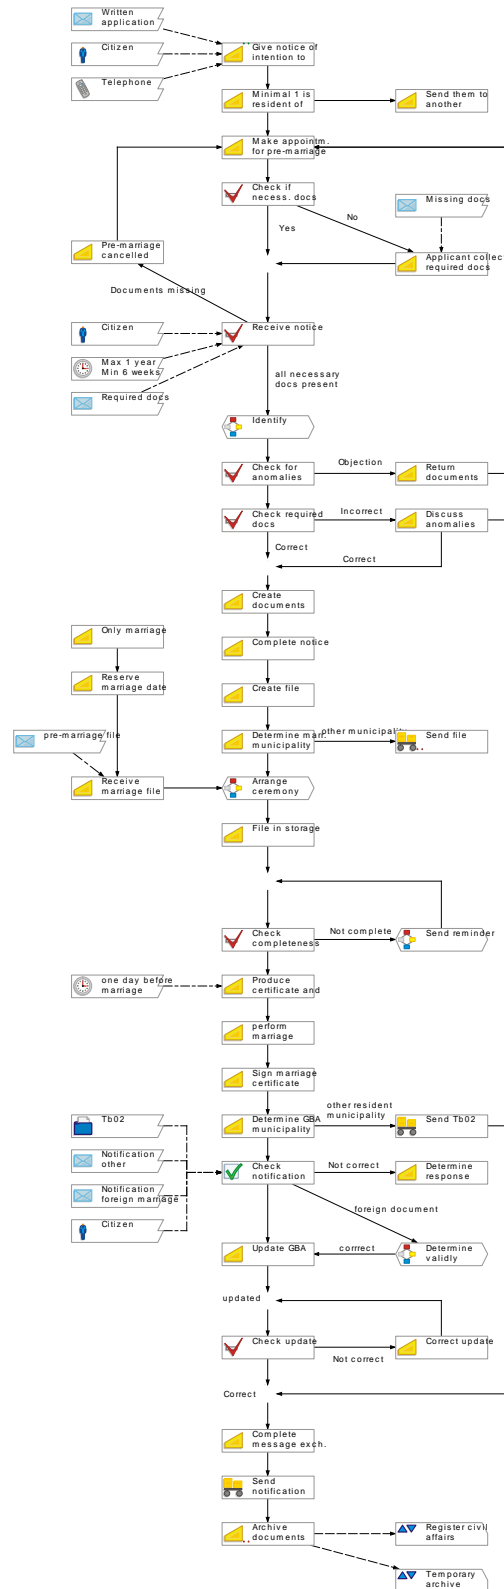 Written
application
Citizen
Give notice of
intention to
Telephone
Minimal 1 is
resident of
Send them to
another
Make appointm.
for pre-marriage
Check if
necess. docs
Missing docs
No
Yes
Pre-marriage
cancelled
Applicant collect
required docs
Documents missing
Citizen
Receive notice
Max 1 year
Min 6 weeks
all necessary
docs present
Required docs
Identify
Objection
Check for
anomalies
Return
documents
Incorrect
Check required
docs
Discuss
anomalies
Correct
Correct
Create
documents
Only marriage
Complete notice
Reserve
marriage date
Create file
other municipali
pre-marriage file
Determine marr.
municipality
Send file
Receive
marriage file
Arrange
ceremony
File in storage
Not complete
Check
completeness
Send reminder
one day before
marriage
Produce
certificate and
perform
marriage
Sign marriage
certificate
other resident
municipality
Tb02
Determine GBA
municipality
Send Tb02
Notification
other
Not correct
Check
notification
Determine
response
Notification
foreign marriage
foreign document
Citizen
Update GBA
corrrect
Determine
validly
updated
Check update
Correct update
Not correct
Correct
Complete
message exch.
Send
notification
Archive
documents
Register civil
affairs
Temporary
archive